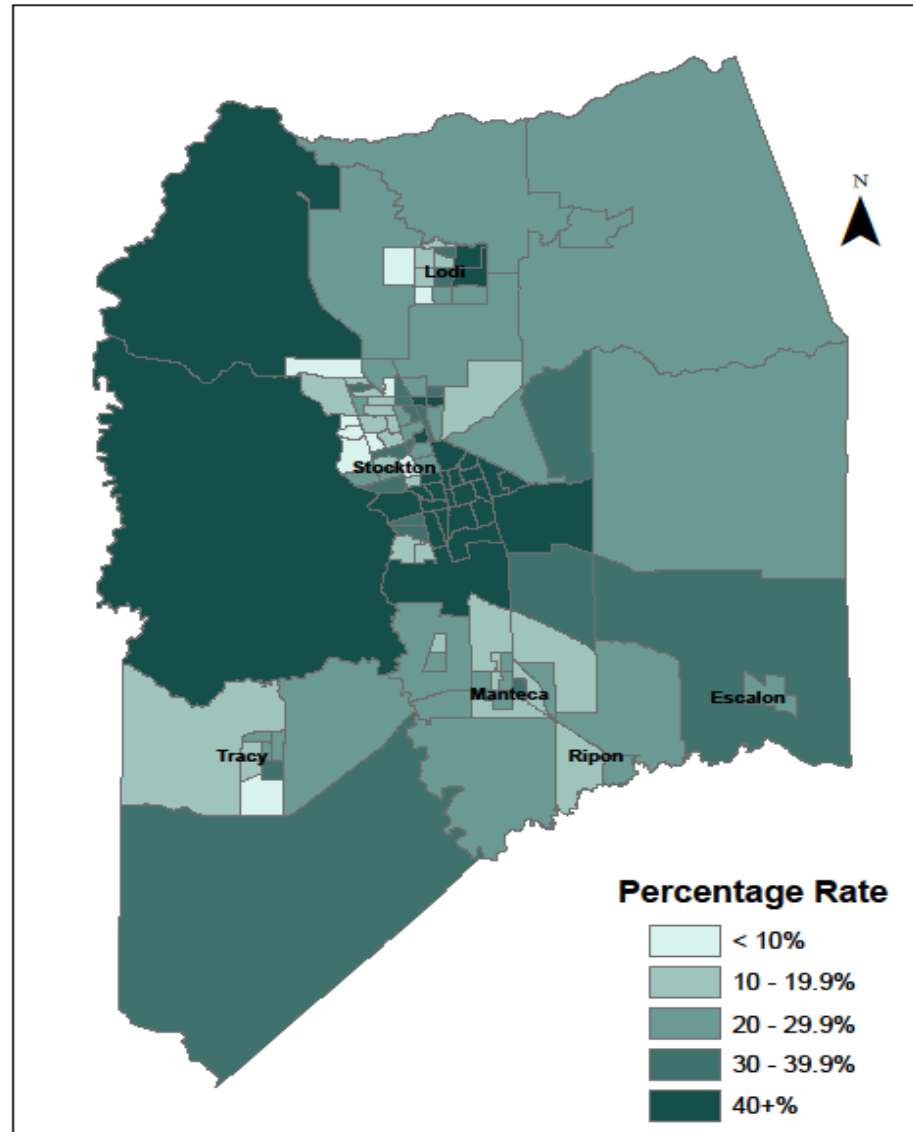 N
Lodi
Stockton
Manteca
Escalon
Tracy
Ripon
Percentage Rate
< 10%
10 - 19.9%
20 - 29.9%
30 - 39.9%
40+%